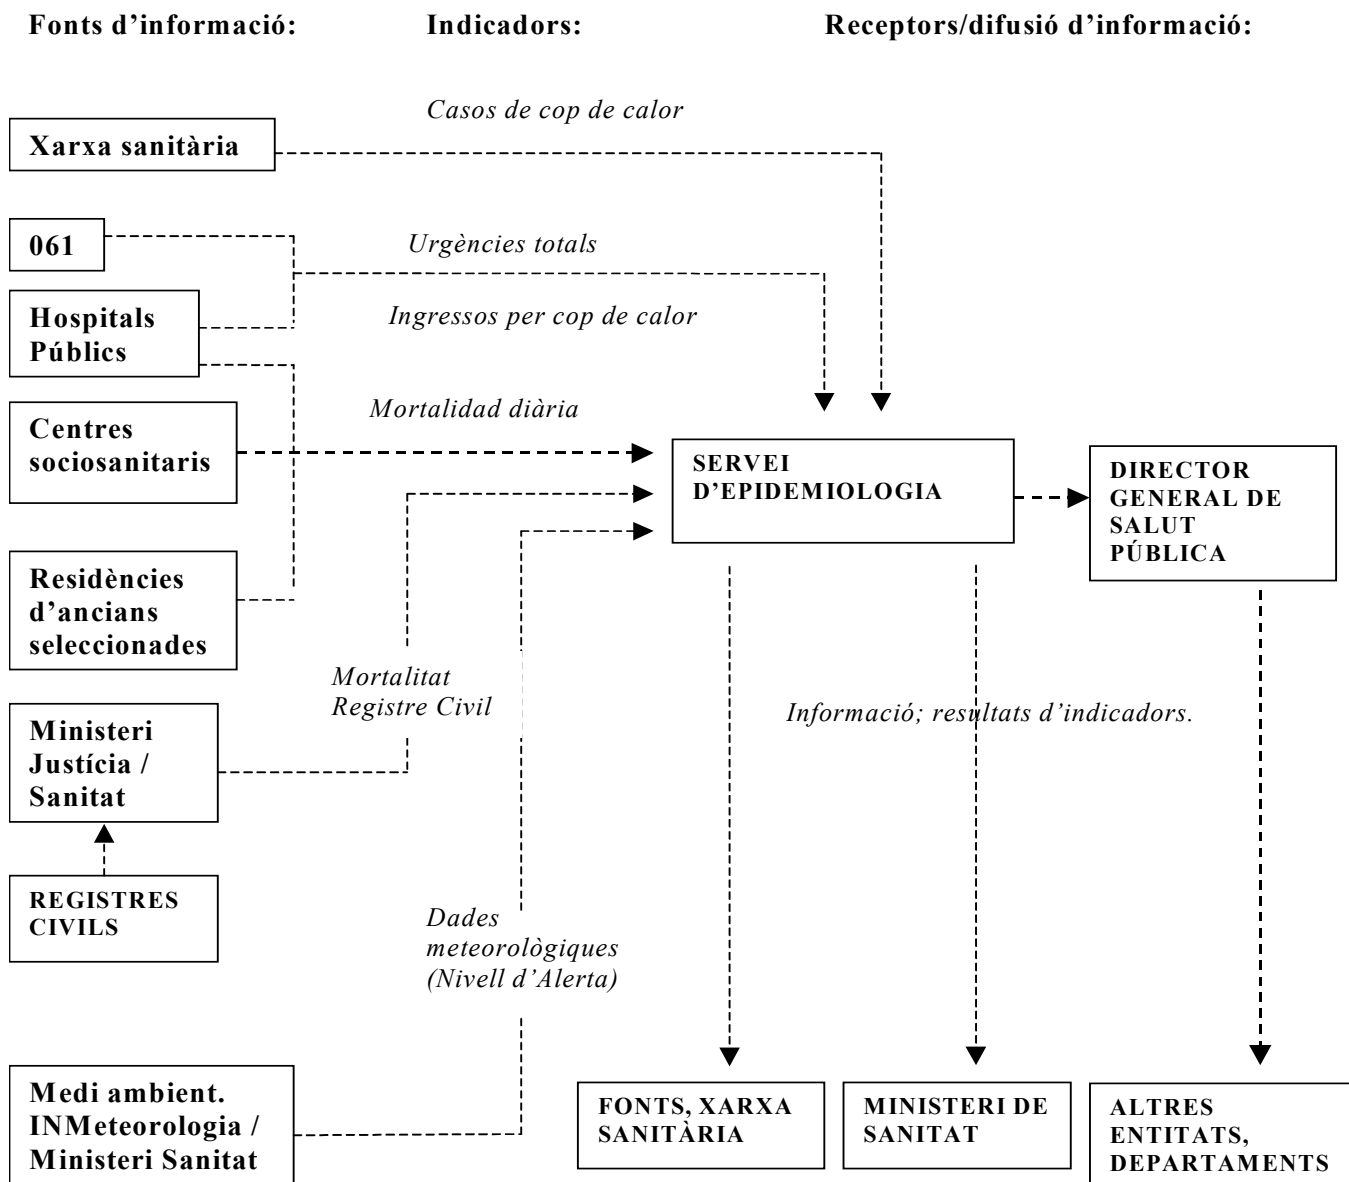 Fonts d’informació:
Indicadors:
Receptors/difusió d’informació:
Casos de cop de calor
Xarxa sanitària
061
Urgències totals
Hospitals
Públics
Ingressos per cop de calor
Centres
sociosanitaris
Mortalidad diària
SERVEI
D’EPIDEMIOLOGIA
DIRECTOR
GENERAL DE
SALUT
PÚBLICA
Residències
d’ancians
seleccionades
Mortalitat
Registre Civil
Informació; resultats d’indicadors.
Ministeri
Justícia /
Sanitat
REGISTRES
CIVILS
Dades
meteorològiques
(Nivell d’Alerta)
Medi ambient.
INMeteorologia /
Ministeri Sanitat
FONTS, XARXA
SANITÀRIA
MINISTERI DE
SANITAT
ALTRES
ENTITATS,
DEPARTAMENTS